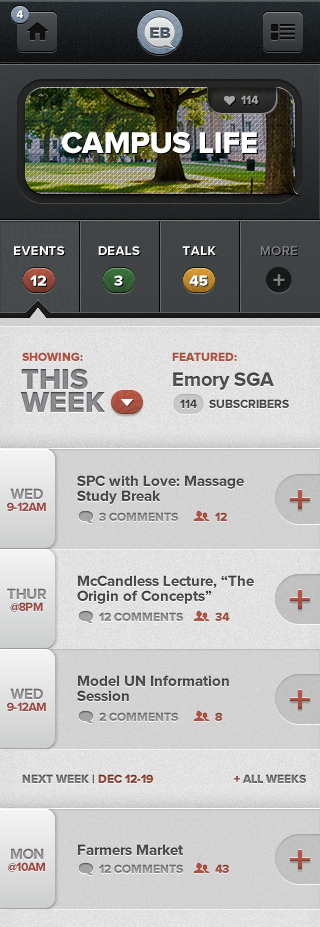 4
EB
114
CAMPUS LIFE
EVENTS
12
DEALS
3
TALK
45
MORE
+
SHOWING:
THIS
WEEK
FEATURED:
Emory SGA
114 SUBSCRIBERS
WED
9-12AM
SPC with Love: Massage
Study Break
3 COMMENTS 12
+
THUR
@8PM
McCandless Lecture, “The
Origin of Concepts”
12 COMMENTS 34
+
WED
9-12AM
Model UN Information
Session
2 COMMENTS 8
+
NEXT WEEK | DEC 12-19
+ ALL WEEKS
MON
@10AM
Farmers Market
12 COMMENTS 43
+